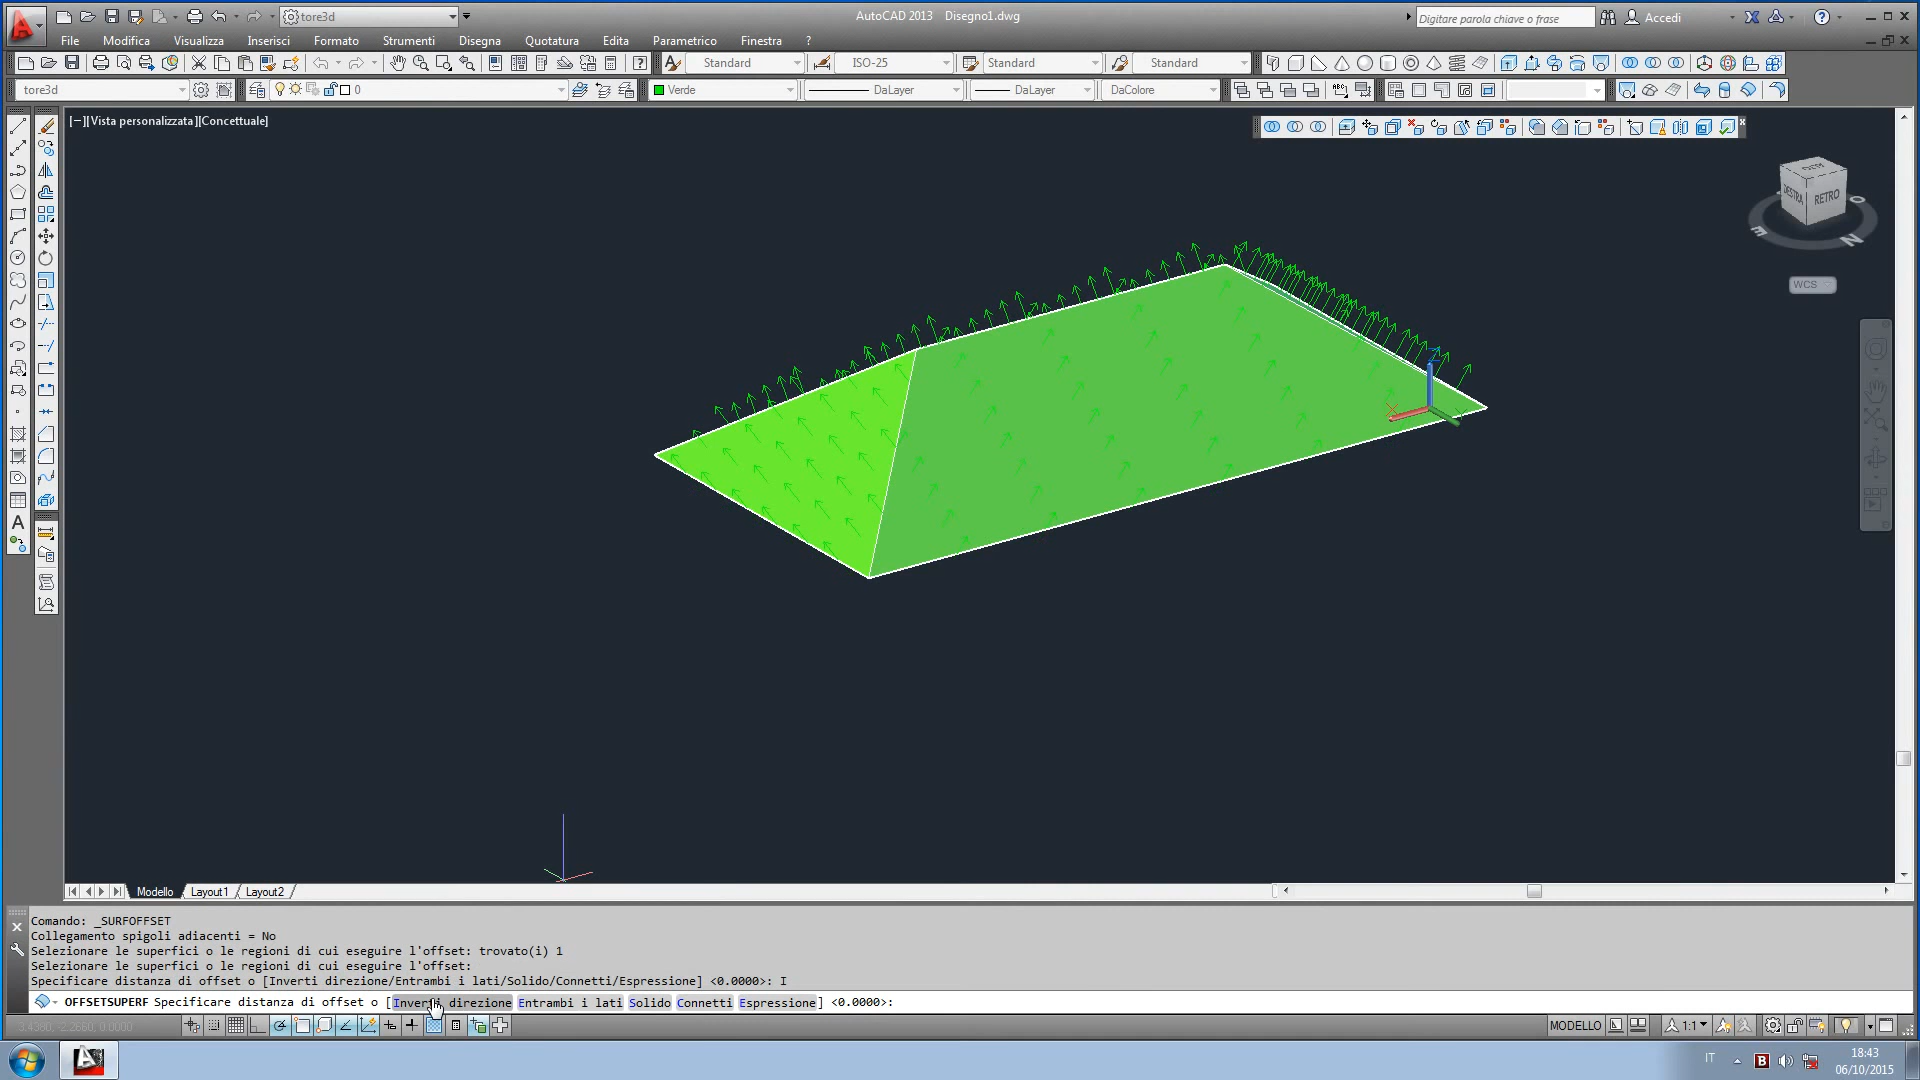 tore3d
AutoCAD 2013 Disegno1.dwg
Digitare parola chiave o frase
Accedi
File Modifica Visualizza Inserisci Formato Strumenti Disegna Quotatura Edita Parametrico Finestra ?
Standard ISO-25 Standard Standard
tore3d 0 Verde DaLayer DaLayer DaColore
[−][Vista personalizzata][Concettuale]
DESTRA RETRO
E N O
WCS
Modello Layout1 Layout2
Comando: _SURFOFFSET
Collegamento spigoli adiacenti = No
Selezionare le superfici o le regioni di cui eseguire l'offset: trovato(i) 1
Selezionare le superfici o le regioni di cui eseguire l'offset:
Specificare distanza di offset o [Inverti direzione/Entrambi i lati/Solido/Connetti/Espressione] <0.0000>: I
OFFSETSUPERF Specificare distanza di offset o [Inverti direzione Entrambi i lati Solido Connetti Espressione] <0.0000>:
MODELLO 1:1
IT 18:43
06/10/2015